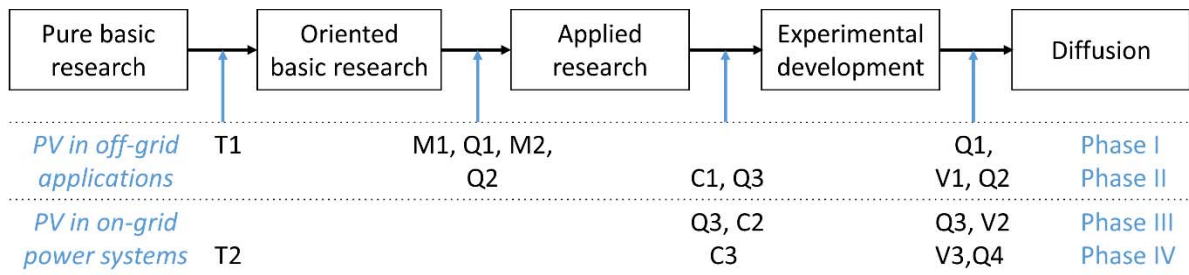 Pure basic research
Oriented basic research
Applied research
Experimental development
Diffusion
PV in off-grid T1 M1, Q1, M2, Q1, Phase I
applications Q2 C1, Q3 V1, Q2 Phase II
PV in on-grid Q3, C2 Q3, V2 Phase III
power systems T2 C3 V3,Q4 Phase IV